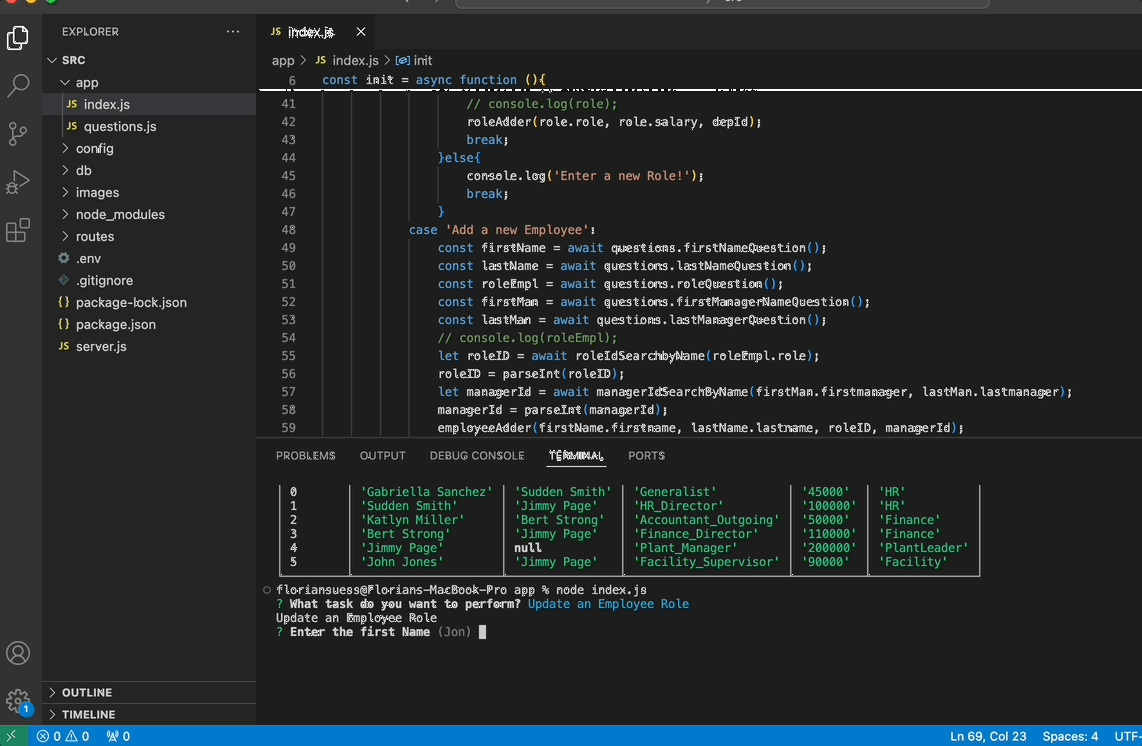 EXPLORER
SRC
app
JS index.js
JS questions.js
config
db
images
node_modules
routes
.env
.gitignore
{} package-lock.json
{} package.json
JS server.js
OUTLINE
TIMELINE
JS index.js
app > JS index.js > init
6 const init = async function (){
41 // console.log(role);
42 roleAdder(role.role, role.salary, depId);
43 break;
44 }else{
45 console.log('Enter a new Role!');
46 break;
47 }
48 case 'Add a new Employee':
49 const firstName = await questions.firstNameQuestion();
50 const lastName = await questions.lastNameQuestion();
51 const roleEmpl = await questions.roleQuestion();
52 const firstMan = await questions.firstManagerNameQuestion();
53 const lastMan = await questions.lastManagerQuestion();
54 // console.log(roleEmpl);
55 let roleID = await roleIdSearchbyName(roleEmpl.role);
56 roleID = parseInt(roleID);
57 let managerId = await managerIdSearchByName(firstMan.firstmanager, lastMan.lastmanager);
58 managerId = parseInt(managerId);
59 employeeAdder(firstName.firstname, lastName.lastname, roleID, managerId);
PROBLEMS OUTPUT DEBUG CONSOLE TERMINAL PORTS
0 'Gabriella Sanchez' 'Sudden Smith' 'Generalist' '45000' 'HR'
1 'Sudden Smith' 'Jimmy Page' 'HR_Director' '100000' 'HR'
2 'Katlyn Miller' 'Bert Strong' 'Accountant_Outgoing' '50000' 'Finance'
3 'Bert Strong' 'Jimmy Page' 'Finance_Director' '110000' 'Finance'
4 'Jimmy Page' null 'Plant_Manager' '200000' 'PlantLeader'
5 'John Jones' 'Jimmy Page' 'Facility_Supervisor' '90000' 'Facility'
floriansuess@Florians-MacBook-Pro app % node index.js
? What task do you want to perform? Update an Employee Role
Update an Employee Role
? Enter the first Name (Jon)
1
0 0 0 Ln 69, Col 23 Spaces: 4 UTF-